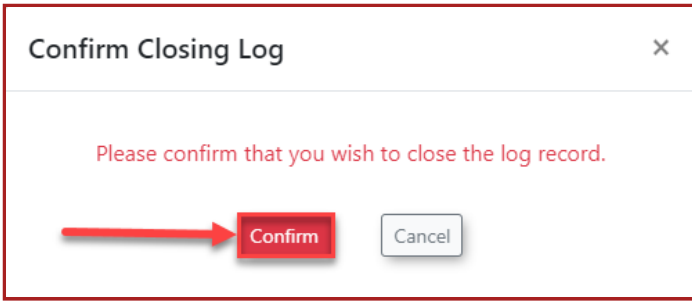 Confirm Closing Log
Please confirm that you wish to close the log record.
Confirm
Cancel